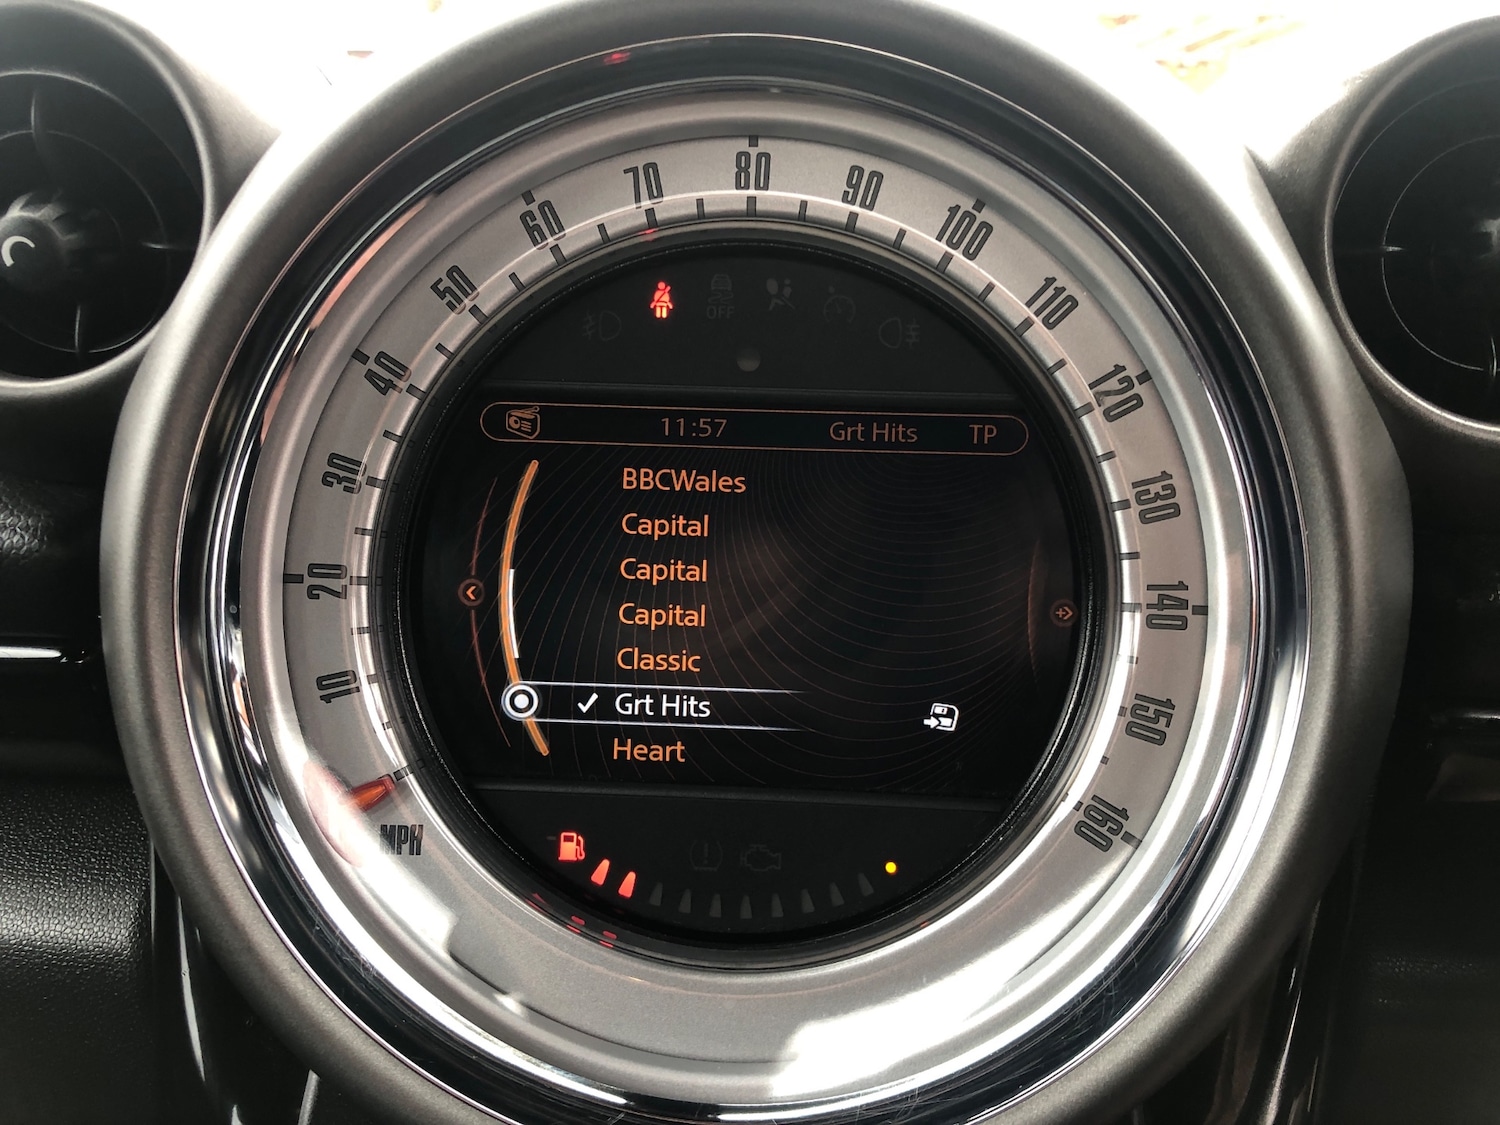 10
20
30
40
50
60
70
80
90
100
110
120
130
140
150
160
MPH
OFF
11:57 Grt Hits TP
BBCWales
Capital
Capital
Capital
Classic
Grt Hits
Heart